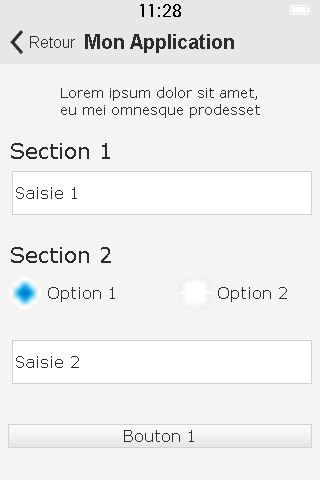 11:28
Retour Mon Application
Lorem ipsum dolor sit amet,
eu mei omnesque prodesset
Section 1
Saisie 1
Section 2
Option 1 Option 2
Saisie 2
Bouton 1